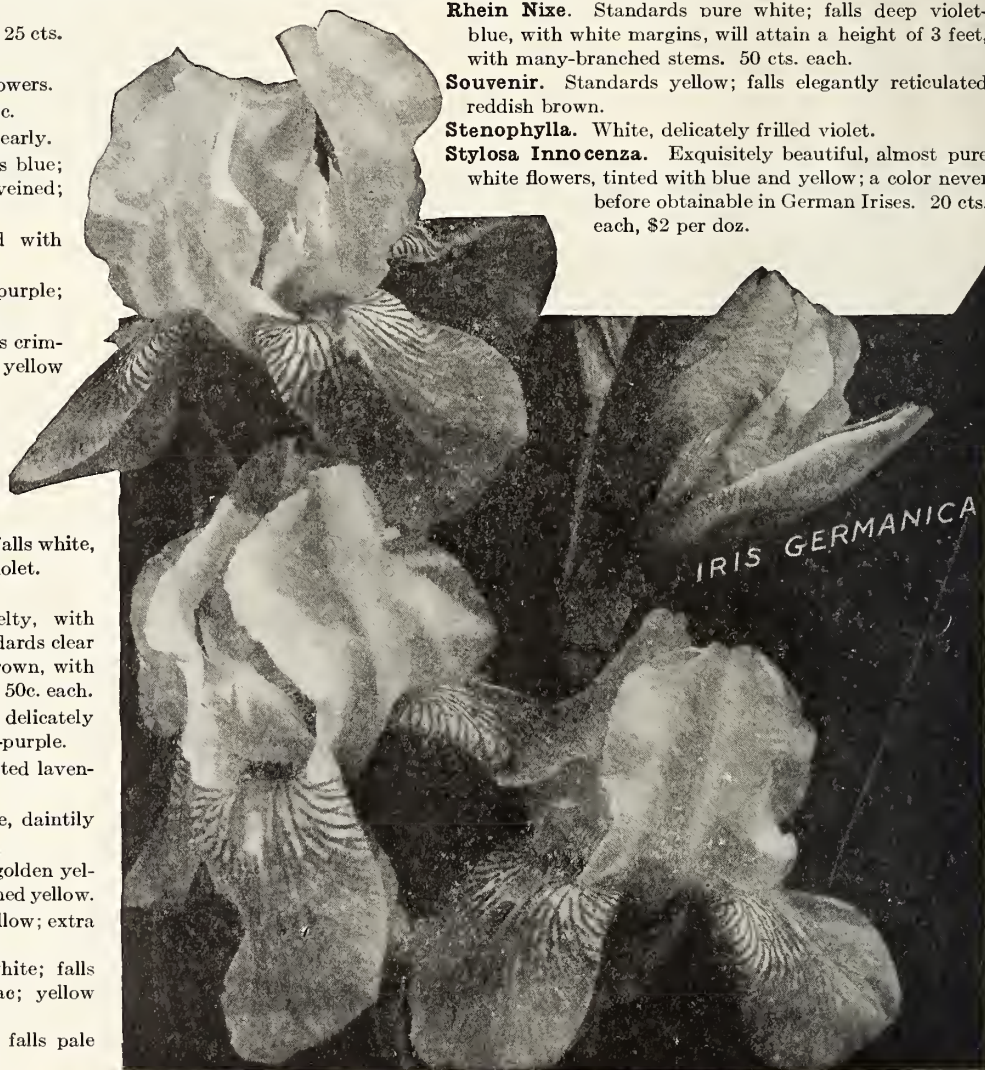 25 cts.
owers.
c.
early.
s blue;
veined;
d with
purple;
s crim-
yellow
falls white,
olet.
elty, with
dards clear
rown, with
50c. each.
delicately
-purple.
ted laven-
e, daintily
golden yel-
ned yellow.
llow; extra
hite; falls
ac; yellow
falls pale
Rhein Nixe. Standards pure white; falls deep violet-
blue, with white margins, will attain a height of 3 feet,
with many-branched stems. 50 cts. each.
Souvenir. Standards yellow; falls elegantly reticulated
reddish brown.
Stenophylla. White, delicately frilled violet.
Stylosa Innocenza. Exquisitely beautiful, almost pure
white flowers, tinted with blue and yellow; a color never
before obtainable in German Irises. 20 cts.
each, $2 per doz.
IRIS GERMANICA